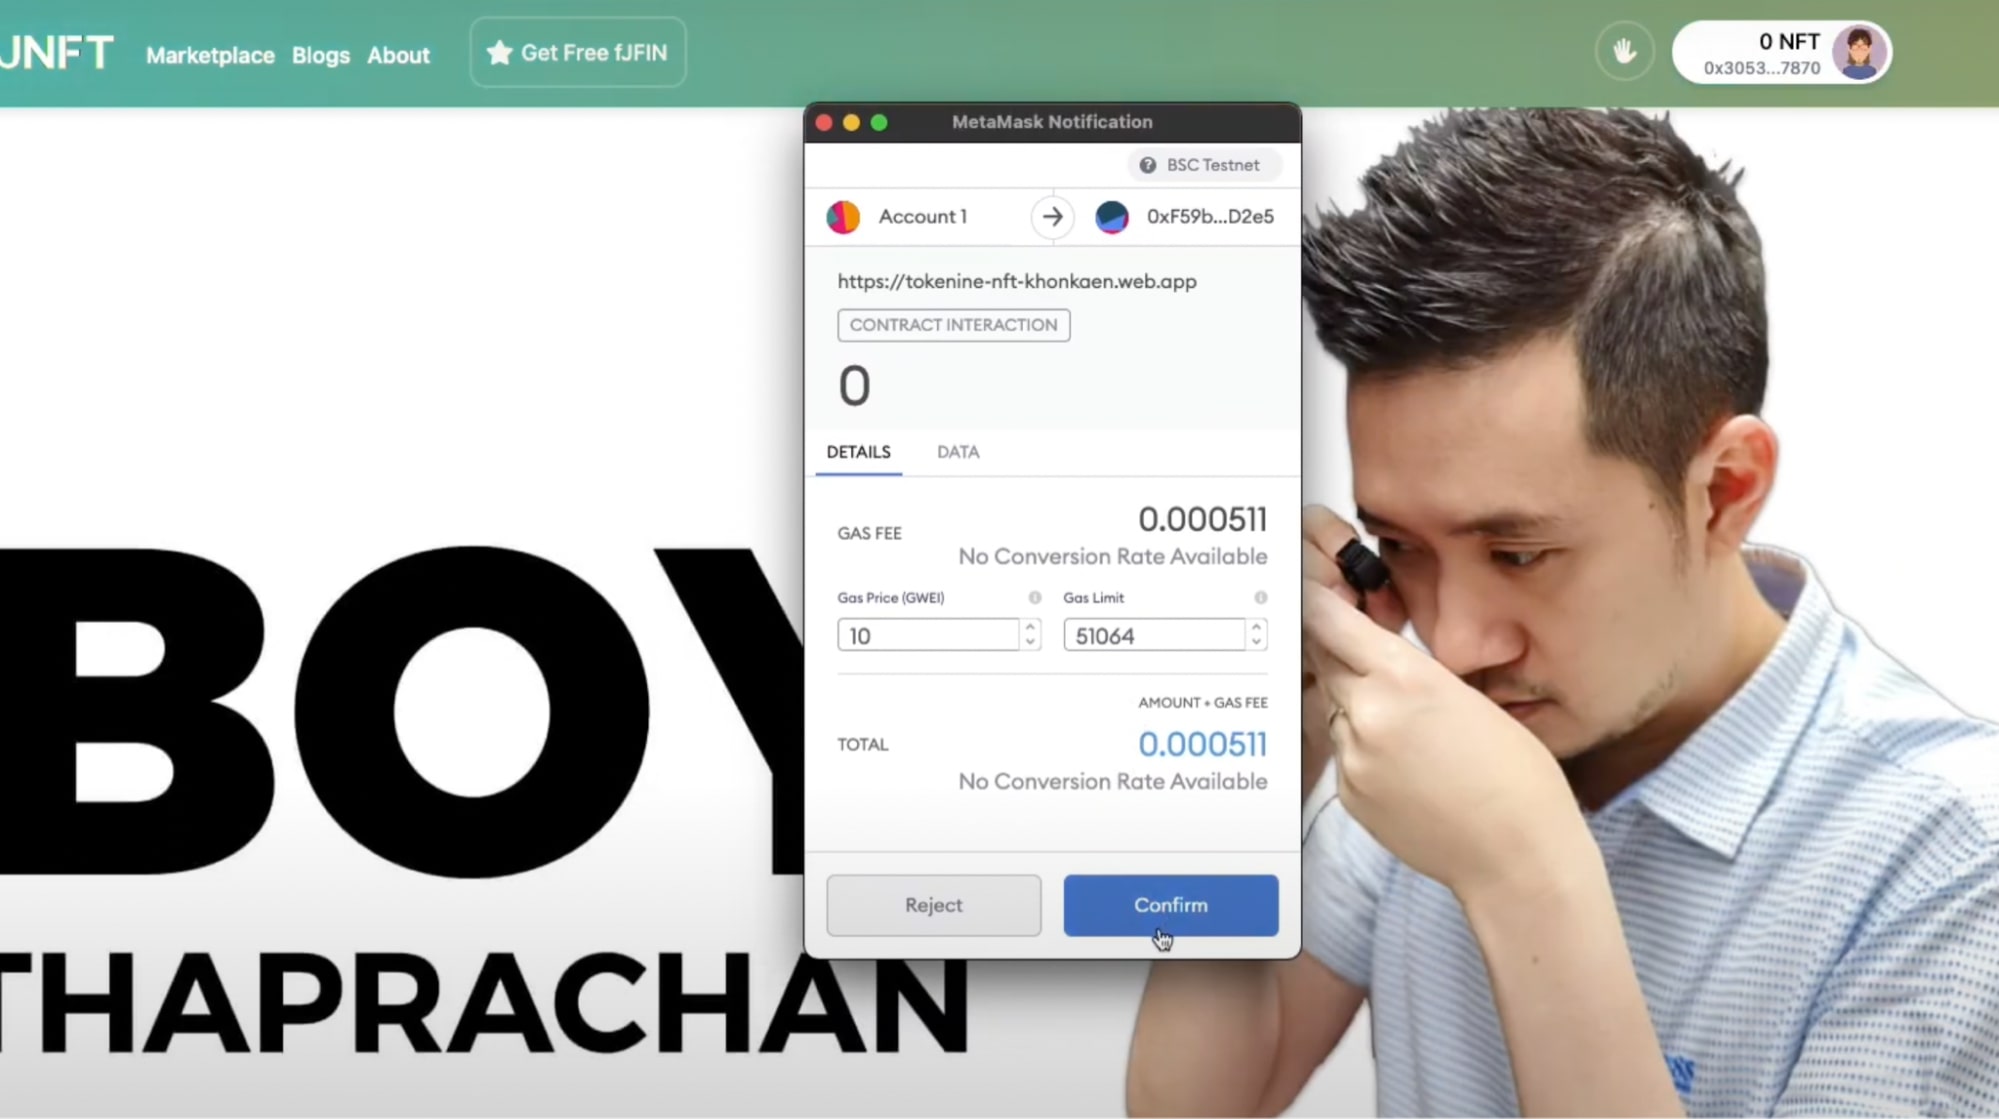 JNFT Marketplace Blogs About Get Free fJFIN
0 NFT
0x3053...7870
MetaMask Notification
BSC Testnet
Account 1 0xF59b...D2e5
https://tokenine-nft-khonkaen.web.app
CONTRACT INTERACTION
0
DETAILS DATA
GAS FEE 0.000511
No Conversion Rate Available
Gas Price (GWEI) Gas Limit
10 51064
AMOUNT + GAS FEE
TOTAL 0.000511
No Conversion Rate Available
Reject Confirm
BOY
THAPRACHAN